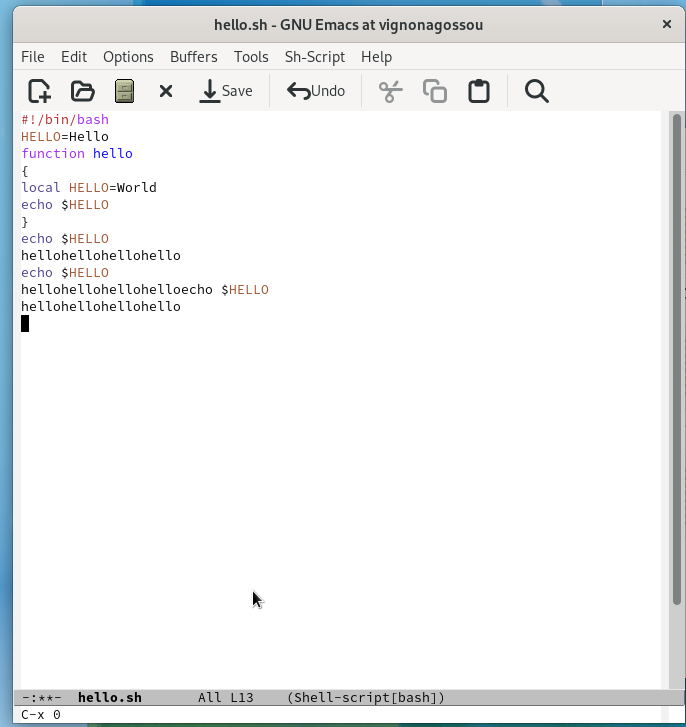 hello.sh - GNU Emacs at vignonagossou
File Edit Options Buffers Tools Sh-Script Help
Save Undo
#!/bin/bash
HELLO=Hello
function hello
{
local HELLO=World
echo $HELLO
}
echo $HELLO
hellohellohellohello
echo $HELLO
hellohellohellohelloecho $HELLO
hellohellohellohello
-:**- hello.sh All L13 (Shell-script[bash])
C-x 0